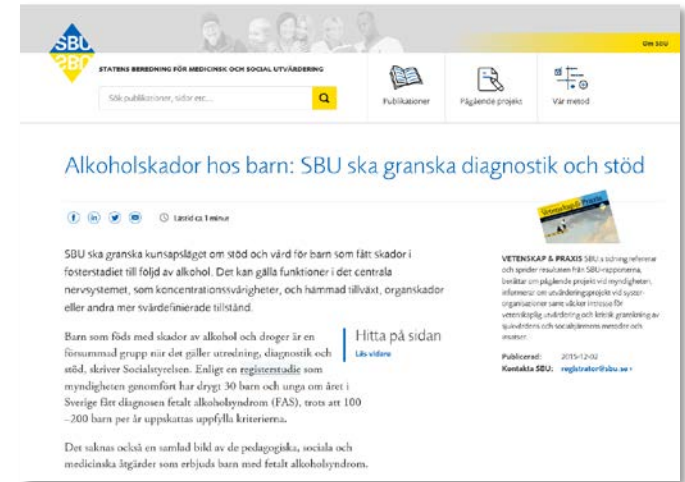 SBU
Om SBU
STATENS BEREDNING FÖR MEDICINSK OCH SOCIAL UTVÄRDERING
Sök publikationer, sidor etc...
Publikationer
Pågående projekt
Vår metod
Alkoholskador hos barn: SBU ska granska diagnostik och stöd
Lästid ca 1 minut
Vetenskap & Praxis
SBU ska granska kunsapsläget om stöd och vård för barn som fått skador i
fosterstadiet till följd av alkohol. Det kan gälla funktioner i det centrala
nervsystemet, som koncentrationssvårigheter, och hämmad tillväxt, organskador
eller andra mer svårdefinierade tillstånd.
Barn som föds med skador av alkohol och droger är en
försummad grupp när det gäller utredning, diagnostik och
stöd, skriver Socialstyrelsen. Enligt en registerstudie som
myndigheten genomfört har drygt 30 barn och unga om året i
Sverige fått diagnosen fetalt alkoholsyndrom (FAS), trots att 100
–200 barn per år uppskattas uppfylla kriterierna.
Det saknas också en samlad bild av de pedagogiska, sociala och
medicinska åtgärder som erbjuds barn med fetalt alkoholsyndrom.
Hitta på sidan
Läs vidare
VETENSKAP & PRAXIS SBU:s tidning refererar
och sprider resultaten från SBU-rapporterna,
berättar om pågående projekt vid myndigheten,
informerar om utvärderingsprojekt vid syster-
organisationer samt väcker intresse för
vetenskaplig utvärdering och kritisk granskning av
sjukvårdens och socialtjänstens metoder och
insatser.
Publicerad: 2015-12-02
Kontakta SBU: registrator@sbu.se